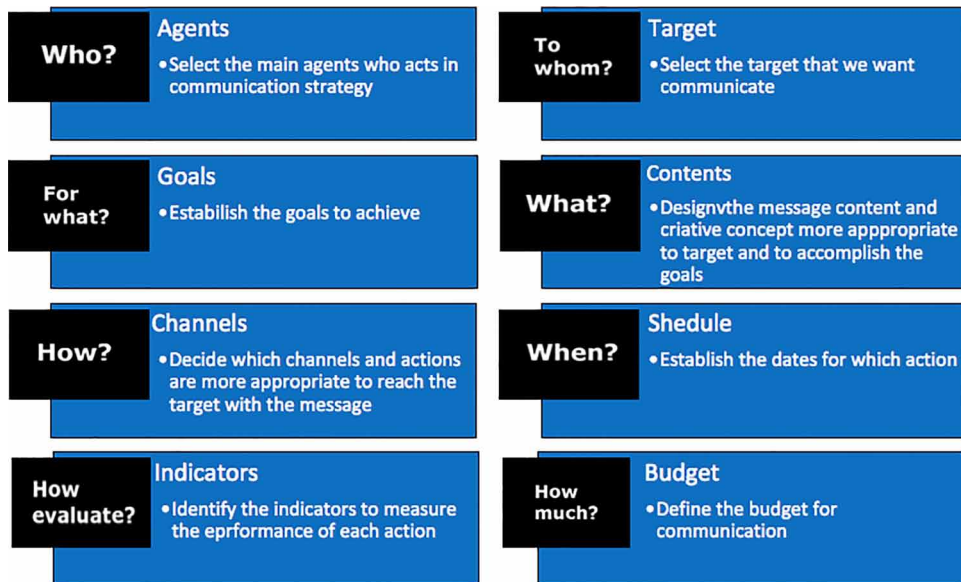 Who?
Agents
•Select the main agents who acts in
communication strategy
To
whom?
Target
•Select the target that we want
communicate
For
what?
Goals
•Estabilish the goals to achieve
What?
Contents
•Designvthe message content and
criative concept more apppropriate
to target and to accomplish the
goals
How?
Channels
•Decide which channels and actions
are more appropriate to reach the
target with the message
When?
Shedule
•Establish the dates for which action
How
evaluate?
Indicators
•Identify the indicators to measure
the eprformance of each action
How
much?
Budget
•Define the budget for
communication